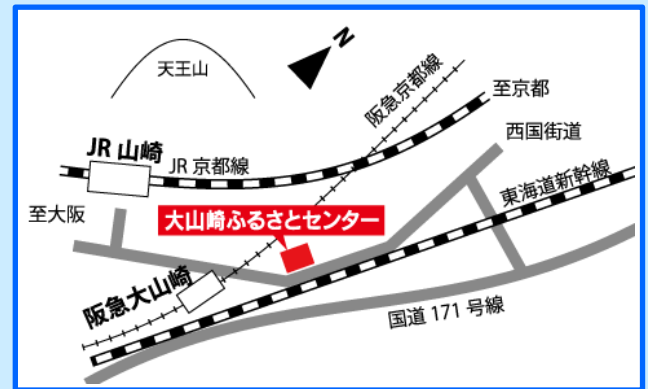 天王山
N
阪急京都線
至京都
西国街道
JR 山崎
JR 京都線
東海道新幹線
至大阪
大山崎ふるさとセンター
阪急大山崎
国道 171 号線